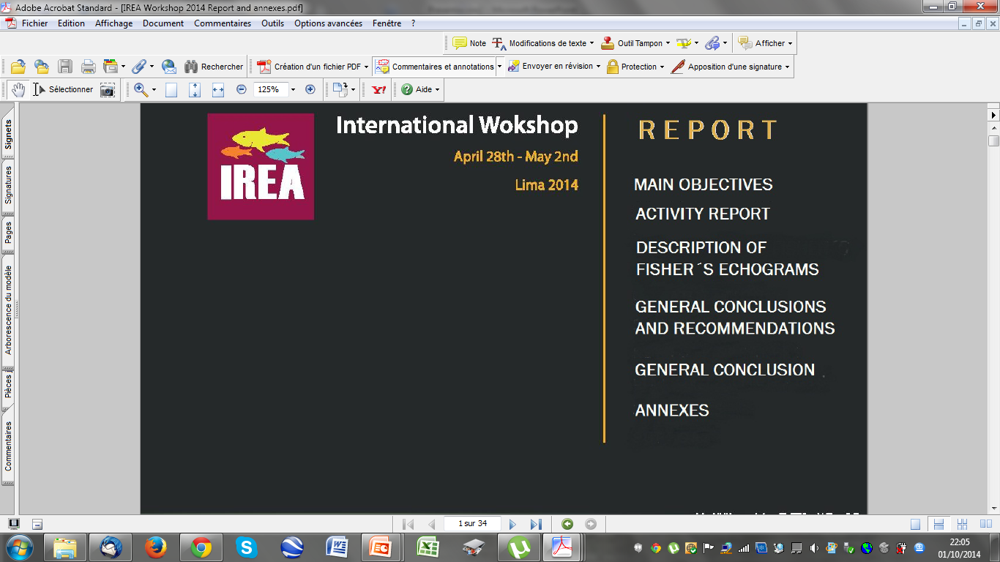 Adobe Acrobat Standard - [IREA Workshop 2014 Report and annexes.pdf]
Fichier Edition Affichage Document Commentaires Outils Options avancées Fenêtre ?
Note Modifications de texte Outil Tampon Afficher
Rechercher Création d'un fichier PDF Commentaires et annotations Envoyer en révision Protection Apposition d'une signature
Sélectionner 125% Y! Aide
Signets
Signatures
Pages
Arborescence du modèle
Pièces j
Commentaires
IREA
International Wokshop
April 28th - May 2nd
Lima 2014
REPORT
MAIN OBJECTIVES
ACTIVITY REPORT
DESCRIPTION OF
FISHER´S ECHOGRAMS
GENERAL CONCLUSIONS
AND RECOMMENDATIONS
GENERAL CONCLUSION
ANNEXES
1 sur 34
22:05
01/10/2014